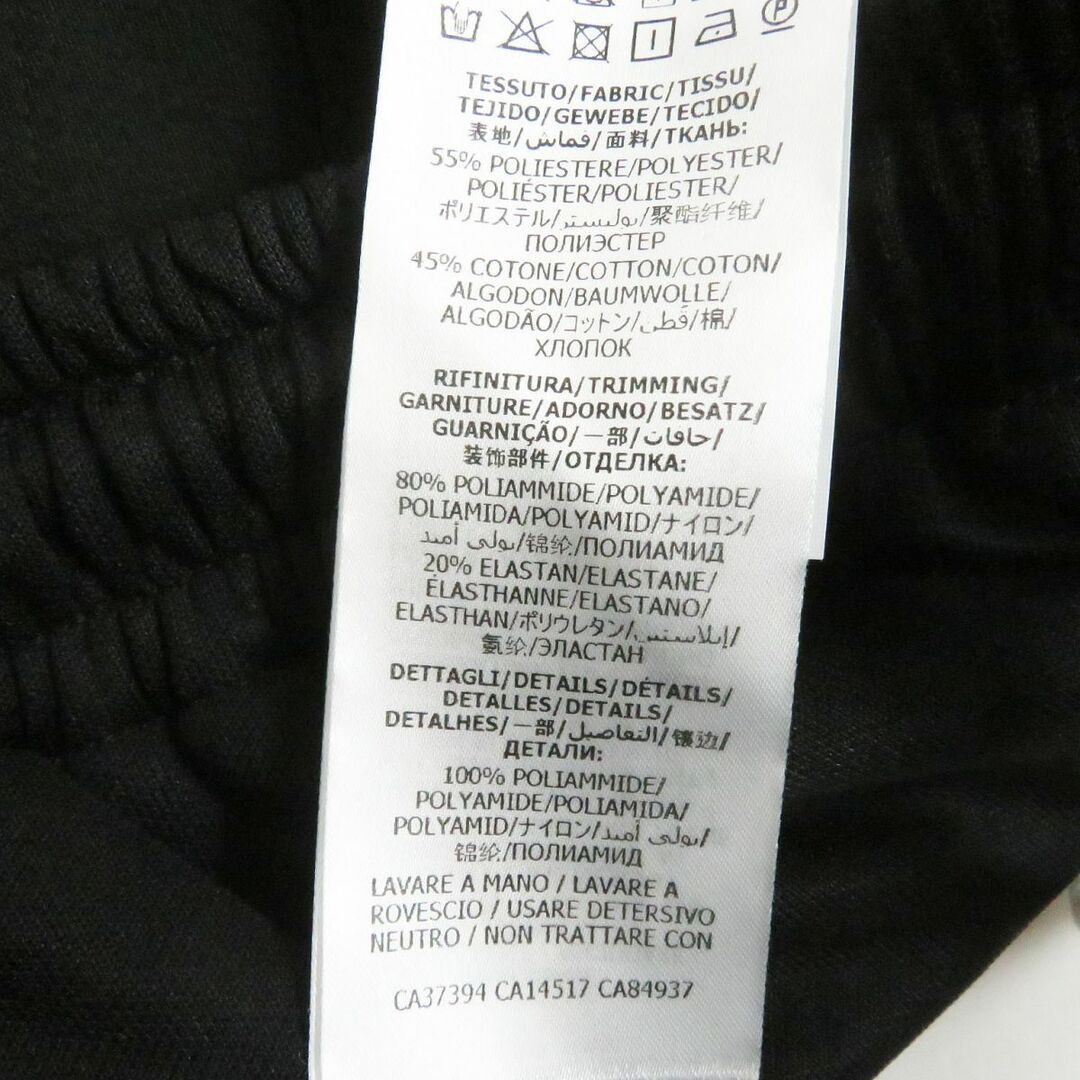 TESSUTO/FABRIC/TISSU/
TEJIDO/GEWEBE/TECIDO/
表地/قماش/面料/ТКАНЬ:
55% POLIESTERE/POLYESTER/
POLIÉSTER/POLIESTER/
ポリエステル/بوليستر/聚酯纤维/
ПОЛИЭСТЕР
45% COTONE/COTTON/COTON/
ALGODON/BAUMWOLLE/
ALGODÃO/コットン/قطن/棉/
ХЛОПОК
RIFINITURA/TRIMMING/
GARNITURE/ADORNO/BESATZ/
GUARNIÇÃO/一部/حافات/
装饰部件/ОТДЕЛКА:
80% POLIAMMIDE/POLYAMIDE/
POLIAMIDA/POLYAMID/ナイロン/
بولي أميد/锦纶/ПОЛИАМИД
20% ELASTAN/ELASTANE/
ÉLASTHANNE/ELASTANO/
ELASTHAN/ポリウレタン/إيلاستين/
氨纶/ЭЛАСТАН
DETTAGLI/DETAILS/DÉTAILS/
DETALLES/DETAILS/
DETALHES/一部/التفاصيل/镶边/
ДЕТАЛИ:
100% POLIAMMIDE/
POLYAMIDE/POLIAMIDA/
POLYAMID/ナイロン/بولي أميد/
锦纶/ПОЛИАМИД
LAVARE A MANO / LAVARE A
ROVESCIO / USARE DETERSIVO
NEUTRO / NON TRATTARE CON
CA37394 CA14517 CA84937